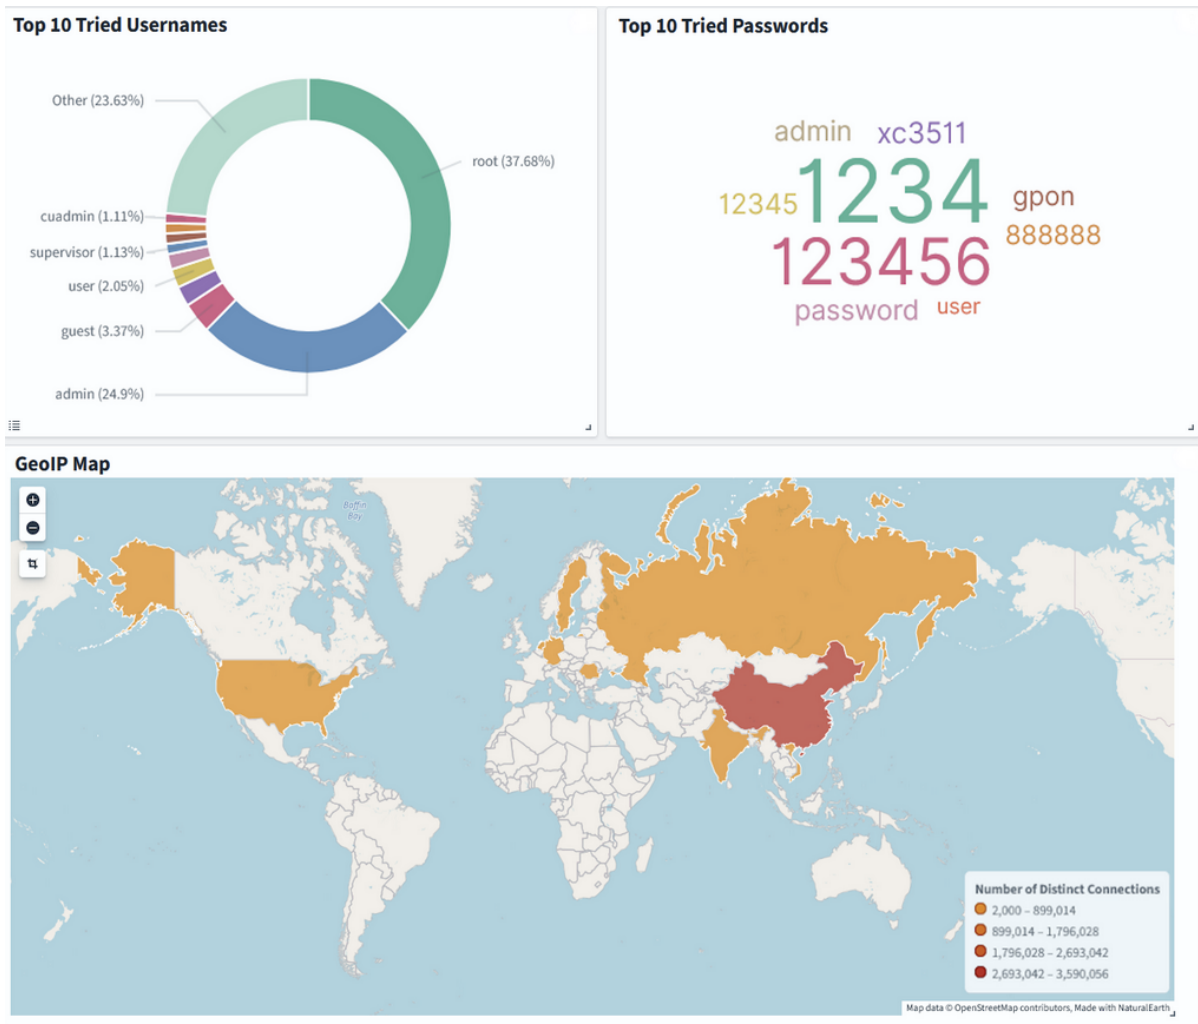 Top 10 Tried Usernames
Other (23.63%)
root (37.68%)
cuadmin (1.11%)
supervisor (1.13%)
user (2.05%)
guest (3.37%)
admin (24.9%)
Top 10 Tried Passwords
admin xc3511
12345 1234 gpon
123456 888888
password user
GeoIP Map
Baffin
Bay
Number of Distinct Connections
2,000 – 899,014
899,014 – 1,796,028
1,796,028 – 2,693,042
2,693,042 – 3,590,056
Map data © OpenStreetMap contributors, Made with NaturalEarth